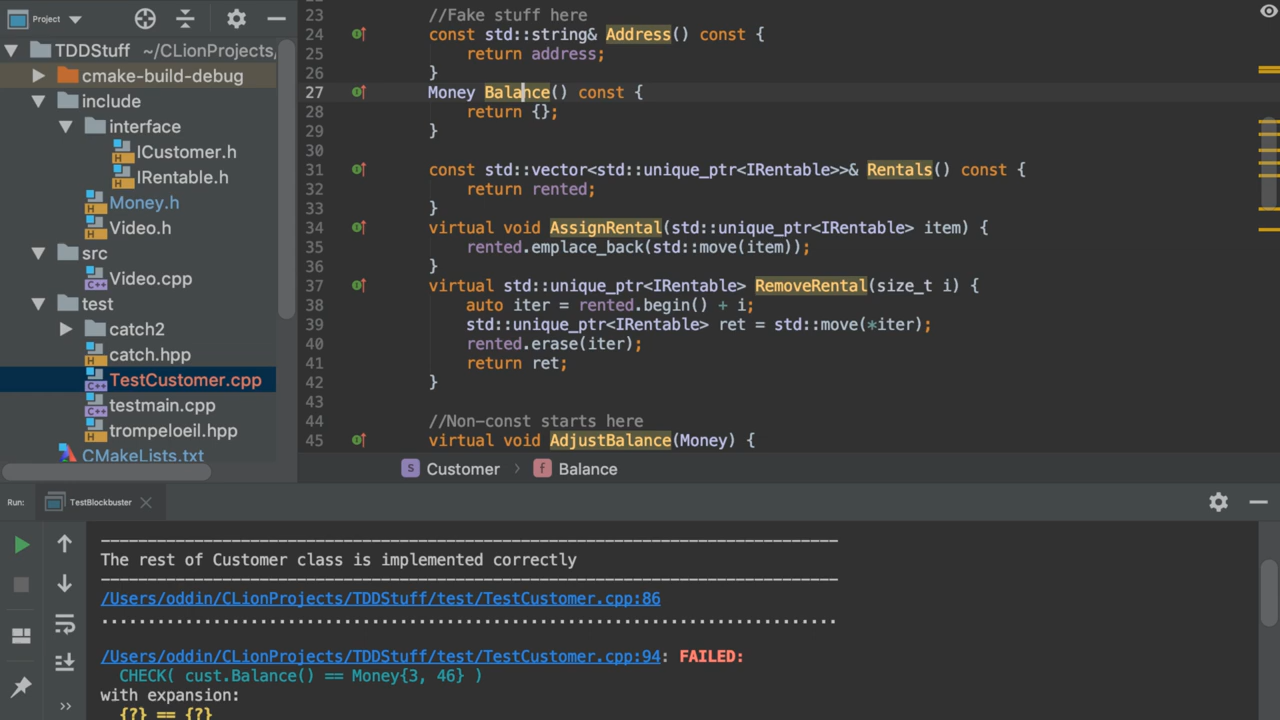 Project
TDDStuff ~/CLionProjects/
cmake-build-debug
include
interface
ICustomer.h
IRentable.h
Money.h
Video.h
src
Video.cpp
test
catch2
catch.hpp
TestCustomer.cpp
testmain.cpp
trompeloeil.hpp
CMakeLists.txt
23 //Fake stuff here
24 const std::string& Address() const {
25 return address;
26 }
27 Money Balance() const {
28 return {};
29 }
30
31 const std::vector<std::unique_ptr<IRentable>>& Rentals() const {
32 return rented;
33 }
34 virtual void AssignRental(std::unique_ptr<IRentable> item) {
35 rented.emplace_back(std::move(item));
36 }
37 virtual std::unique_ptr<IRentable> RemoveRental(size_t i) {
38 auto iter = rented.begin() + i;
39 std::unique_ptr<IRentable> ret = std::move(*iter);
40 rented.erase(iter);
41 return ret;
42 }
43
44 //Non-const starts here
45 virtual void AdjustBalance(Money) {
S Customer > f Balance
Run: TestBlockbuster
The rest of Customer class is implemented correctly
/Users/oddin/CLionProjects/TDDStuff/test/TestCustomer.cpp:86
/Users/oddin/CLionProjects/TDDStuff/test/TestCustomer.cpp:94: FAILED:
CHECK( cust.Balance() == Money{3, 46} )
with expansion:
{?} == {?}